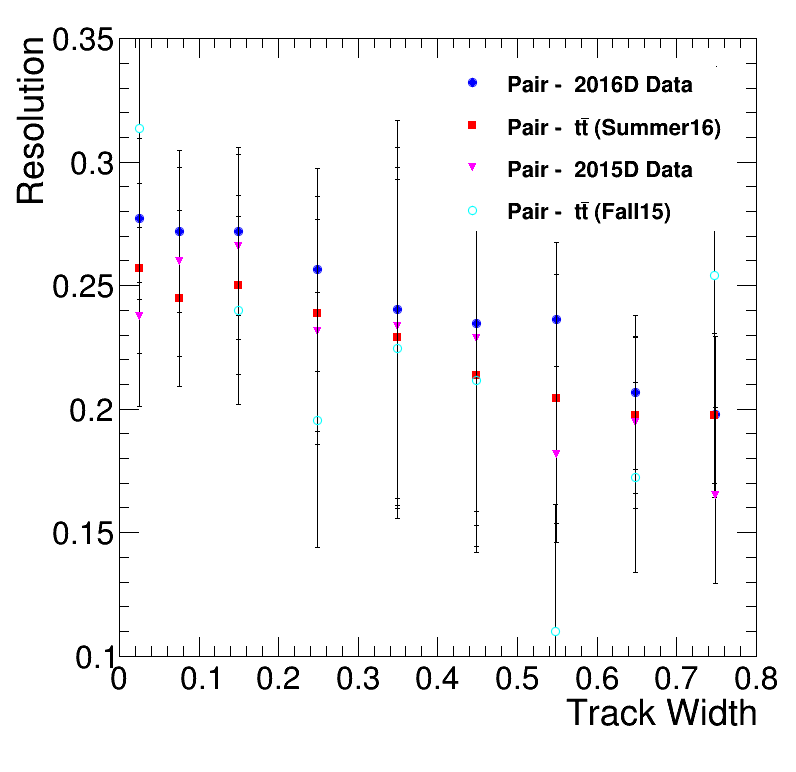 Resolution
0.35
0.3
0.25
0.2
0.15
0.1
Pair - 2016D Data
Pair - tt̄ (Summer16)
Pair - 2015D Data
Pair - tt̄ (Fall15)
0 0.1 0.2 0.3 0.4 0.5 0.6 0.7 0.8
Track Width